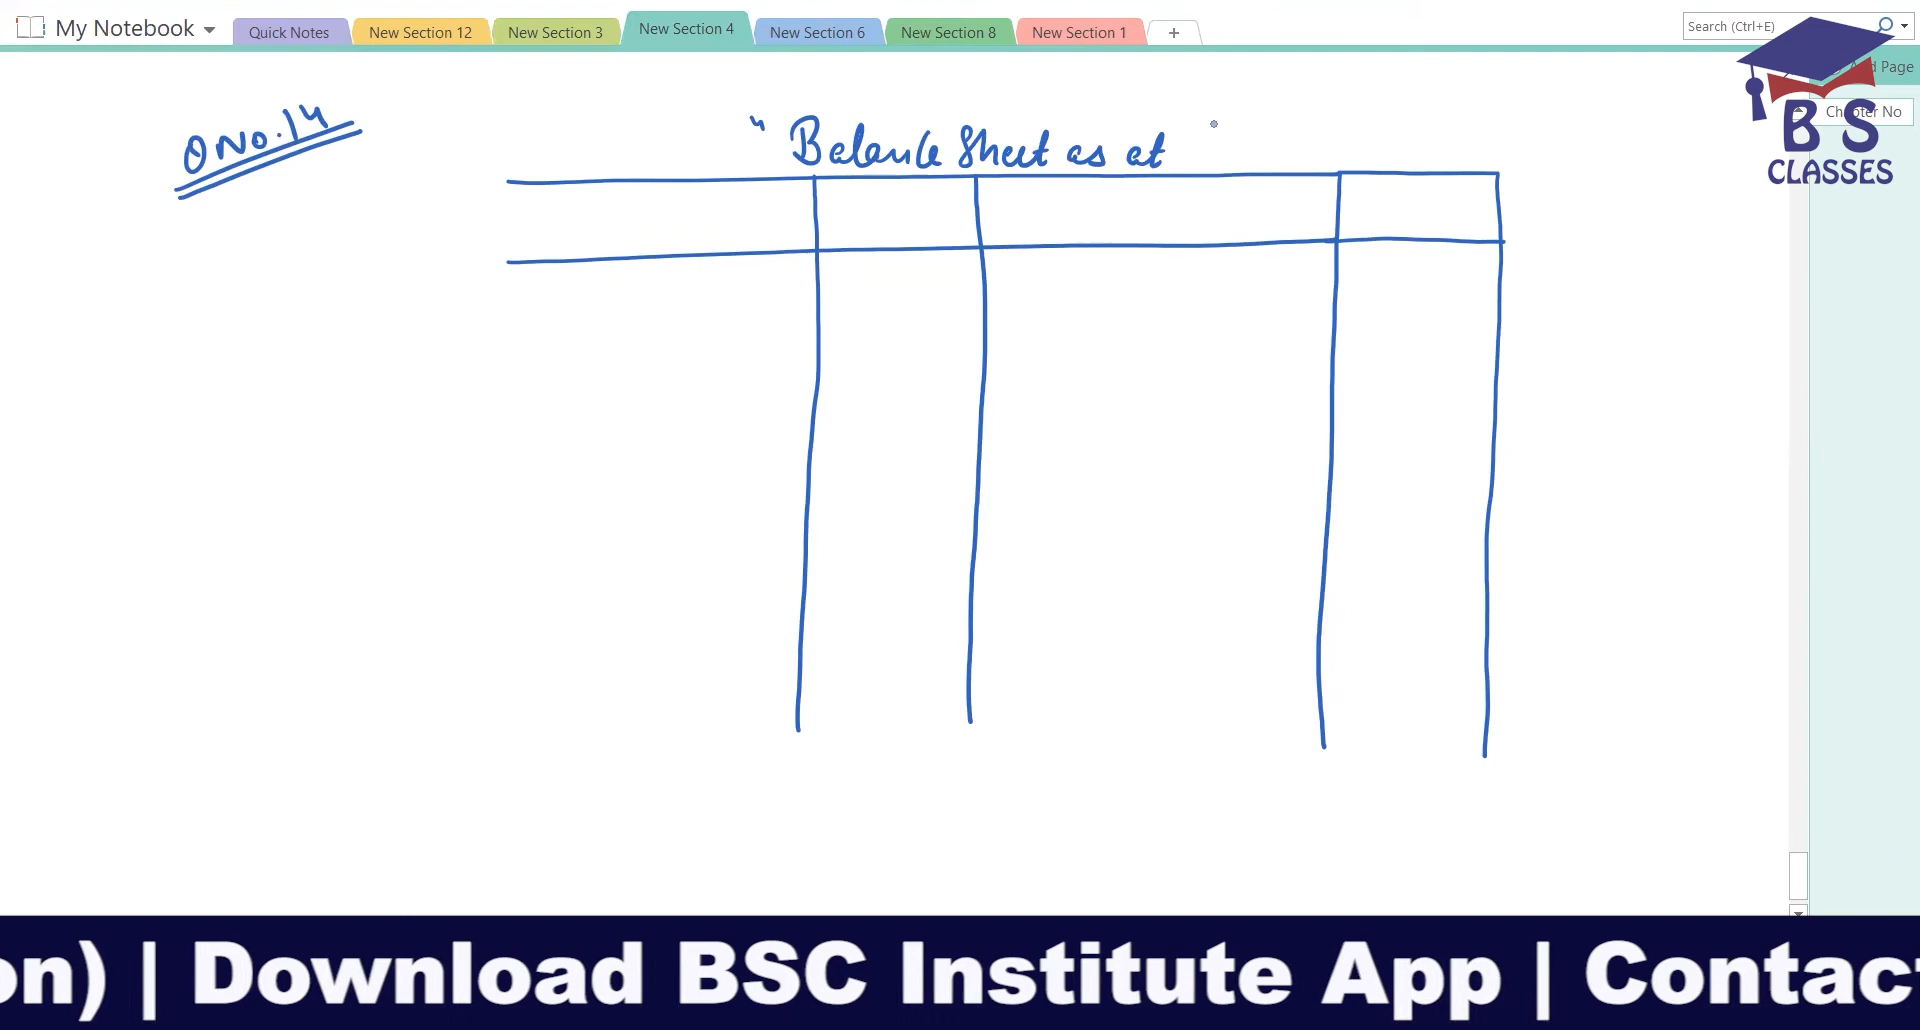 My Notebook
Quick Notes
New Section 12
New Section 3
New Section 4
New Section 6
New Section 8
New Section 1
+
Search (Ctrl+E)
Page
No
B S
CLASSES
Q No. 14
" Balance Sheet as at
on) | Download BSC Institute App | Contac